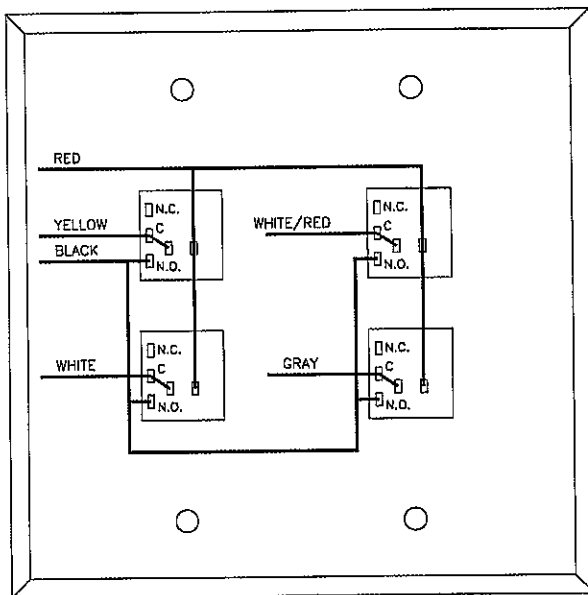 RED
N.C.
YELLOW
C
BLACK
N.O.
N.C.
WHITE/RED
C
N.O.
N.C.
WHITE
C
N.O.
N.C.
GRAY
C
N.O.